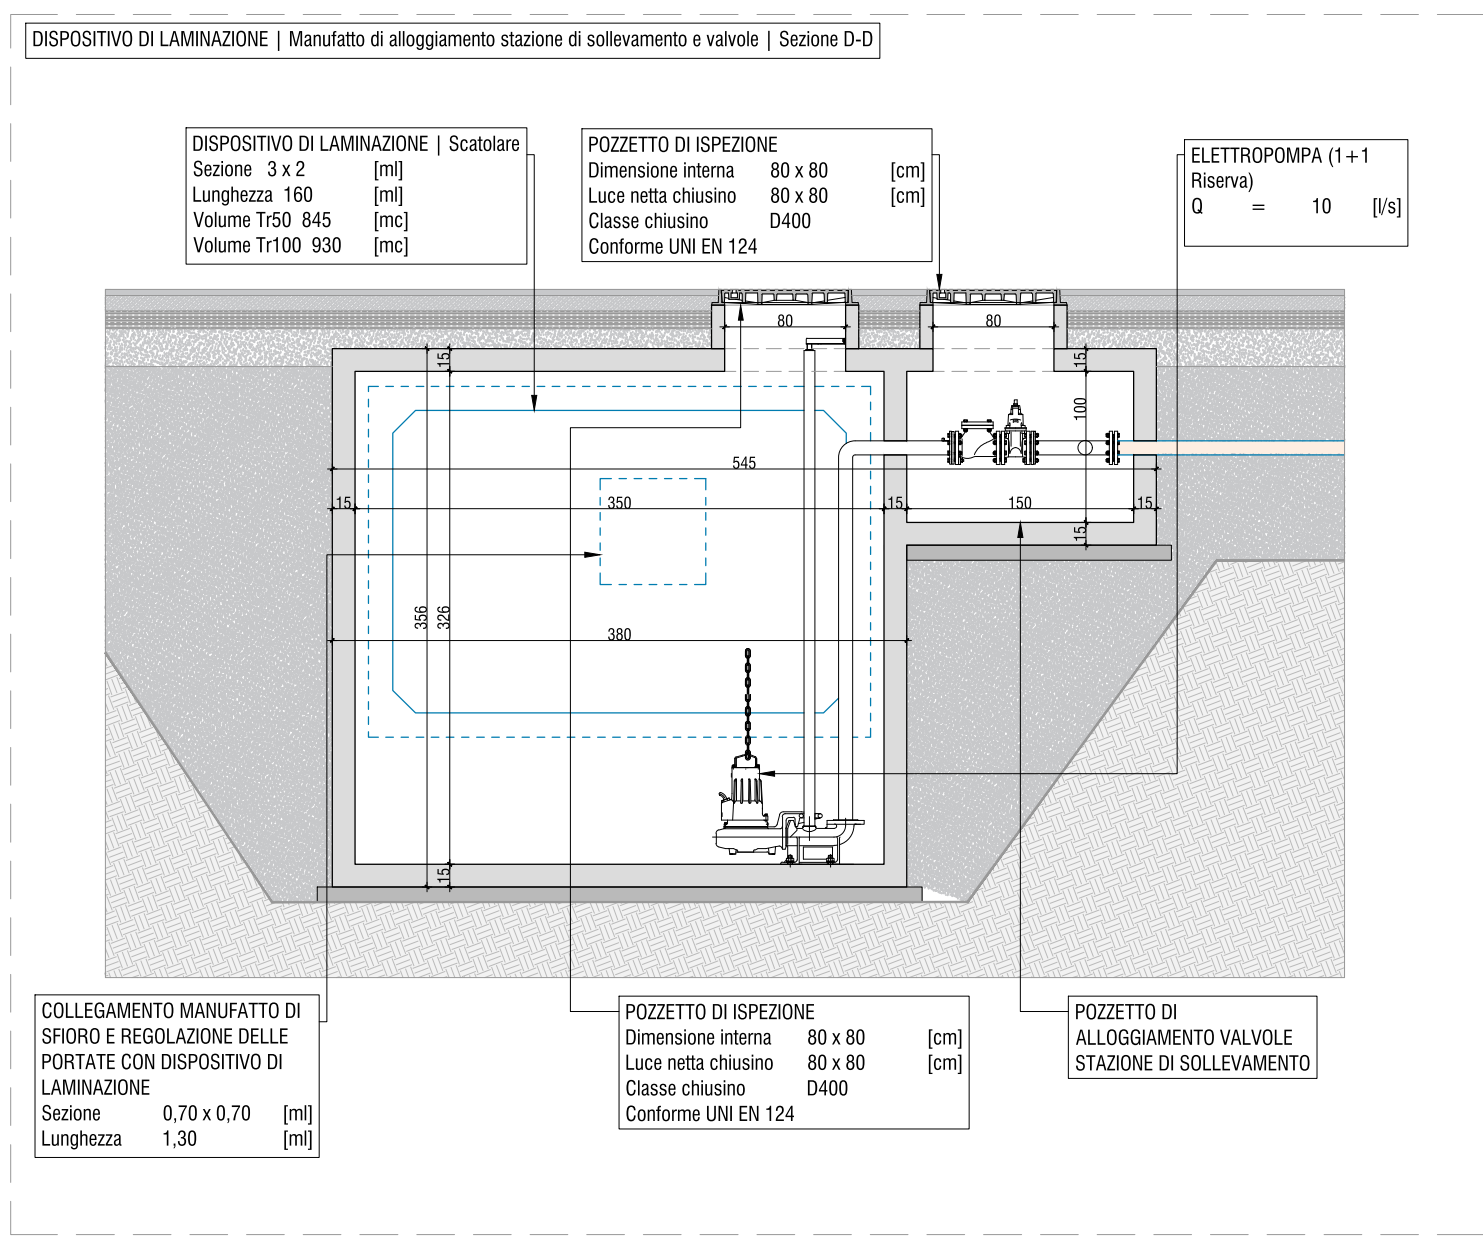 DISPOSITIVO DI LAMINAZIONE | Manufatto di alloggiamento stazione di sollevamento e valvole | Sezione D-D
DISPOSITIVO DI LAMINAZIONE | Scatolare
Sezione 3 x 2 [ml]
Lunghezza 160 [ml]
Volume Tr50 845 [mc]
Volume Tr100 930 [mc]
POZZETTO DI ISPEZIONE
Dimensione interna 80 x 80 [cm]
Luce netta chiusino 80 x 80 [cm]
Classe chiusino D400
Conforme UNI EN 124
ELETTROPOMPA (1+1
Riserva)
Q = 10 [l/s]
80
80
15
15
100
545
15
350
15
150
15
15
356
326
380
15
COLLEGAMENTO MANUFATTO DI
SFIORO E REGOLAZIONE DELLE
PORTATE CON DISPOSITIVO DI
LAMINAZIONE
Sezione 0,70 x 0,70 [ml]
Lunghezza 1,30 [ml]
POZZETTO DI ISPEZIONE
Dimensione interna 80 x 80 [cm]
Luce netta chiusino 80 x 80 [cm]
Classe chiusino D400
Conforme UNI EN 124
POZZETTO DI
ALLOGGIAMENTO VALVOLE
STAZIONE DI SOLLEVAMENTO